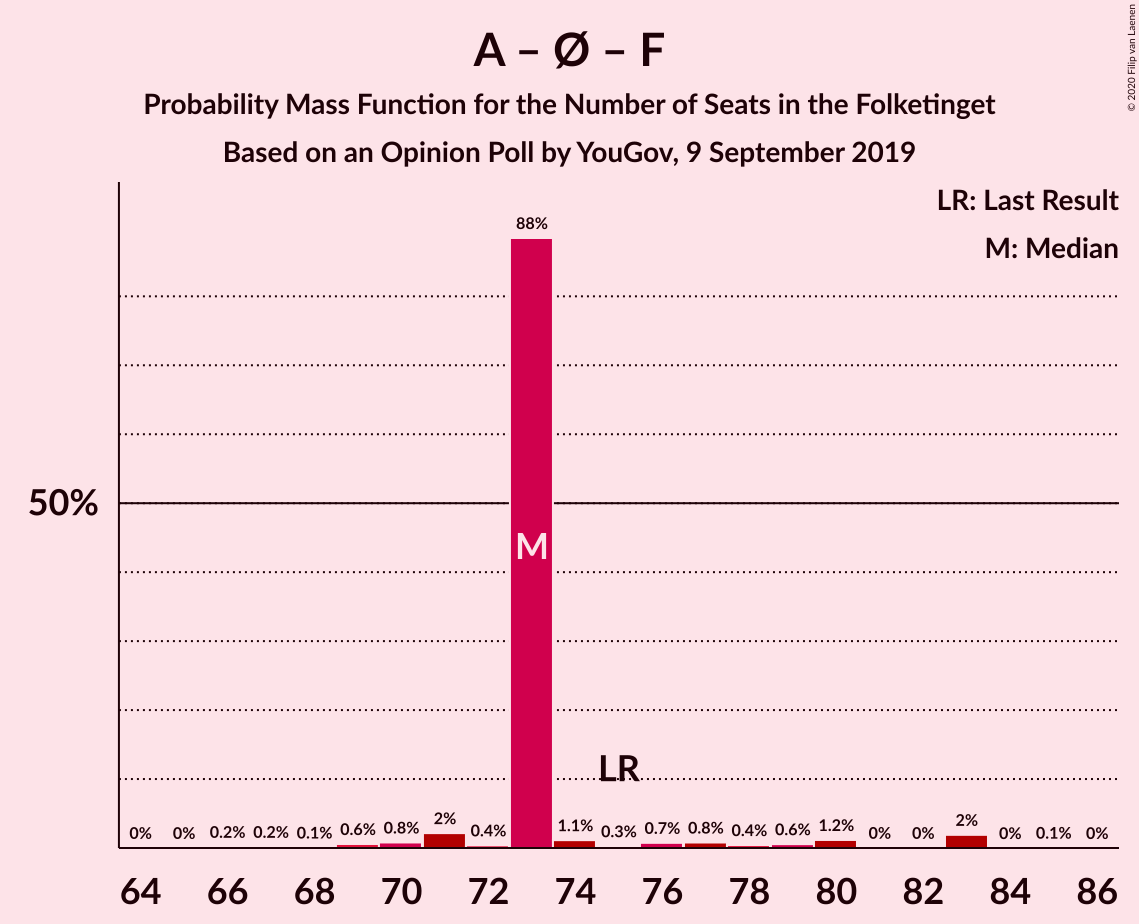 A – Ø – F
Probability Mass Function for the Number of Seats in the Folketinget
Based on an Opinion Poll by YouGov, 9 September 2019
© 2020 Filip van Laenen
LR: Last Result
M: Median
50%
0% 0% 0.2% 0.2% 0.1% 0.6% 0.8% 2% 0.4% 88% 1.1% 0.3% 0.7% 0.8% 0.4% 0.6% 1.2% 0% 0% 2% 0% 0.1% 0%
M
LR
64 66 68 70 72 74 76 78 80 82 84 86